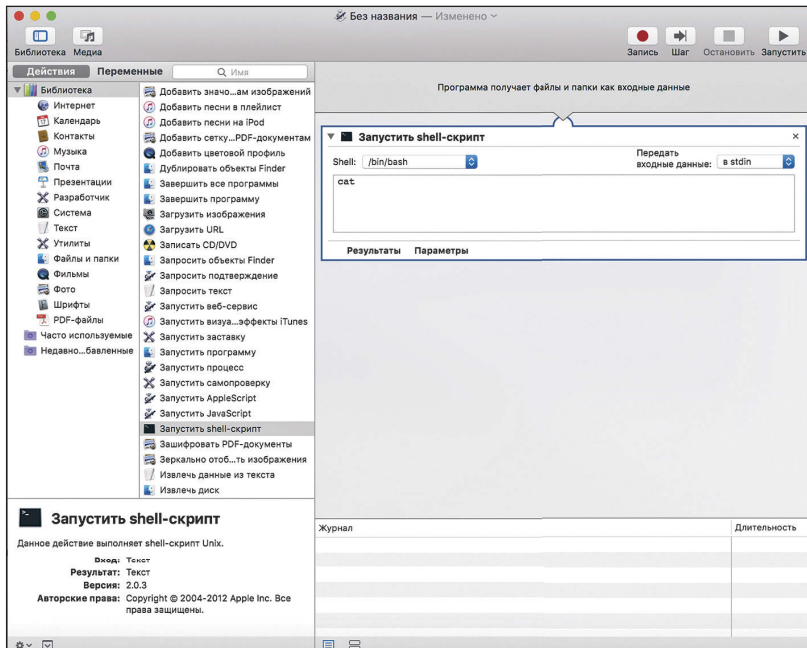 Без названия — Изменено
Библиотека Медиа
Запись Шаг Остановить Запустить
Действия Переменные Имя
Библиотека
Интернет
Календарь
Контакты
Музыка
Почта
Презентации
Разработчик
Система
Текст
Утилиты
Файлы и папки
Фильмы
Фото
Шрифты
PDF-файлы
Часто используемые
Недавно...бавленные
Добавить значо...ам изображений
Добавить песни в плейлист
Добавить песни на iPod
Добавить сетку...PDF-документам
Добавить цветовой профиль
Дублировать объекты Finder
Завершить все программы
Завершить программу
Загрузить изображения
Загрузить URL
Записать CD/DVD
Запросить объекты Finder
Запросить подтверждение
Запросить текст
Запустить веб-сервис
Запустить визуа...эффекты iTunes
Запустить заставку
Запустить программу
Запустить процесс
Запустить самопроверку
Запустить AppleScript
Запустить JavaScript
Запустить shell-скрипт
Зашифровать PDF-документы
Зеркально отоб...ть изображения
Извлечь данные из текста
Извлечь диск
Программа получает файлы и папки как входные данные
Запустить shell-скрипт
Shell: /bin/bash
Передать
входные данные: в stdin
cat
Результаты Параметры
Запустить shell-скрипт
Данное действие выполняет shell-скрипт Unix.
Вход: Текст
Результат: Текст
Версия: 2.0.3
Авторские права: Copyright © 2004-2012 Apple Inc. Все
права защищены.
Журнал Длительность